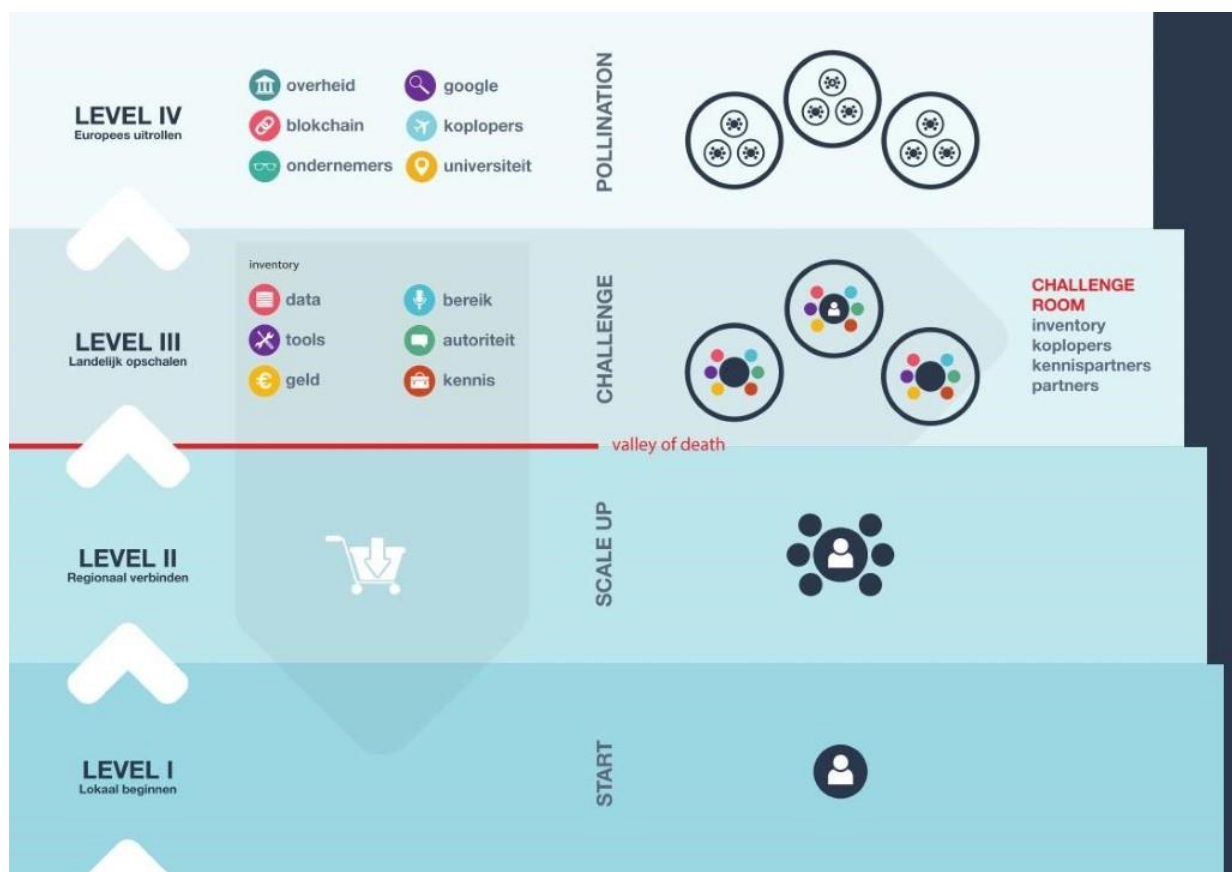 LEVEL IV
Europees uitrollen
overheid
google
blokchain
koplopers
ondernemers
universiteit
POLLINATION
LEVEL III
Landelijk opschalen
inventory
data
bereik
tools
autoriteit
geld
kennis
CHALLENGE
CHALLENGE
ROOM
inventory
koplopers
kennispartners
partners
valley of death
LEVEL II
Regionaal verbinden
SCALE UP
LEVEL I
Lokaal beginnen
START